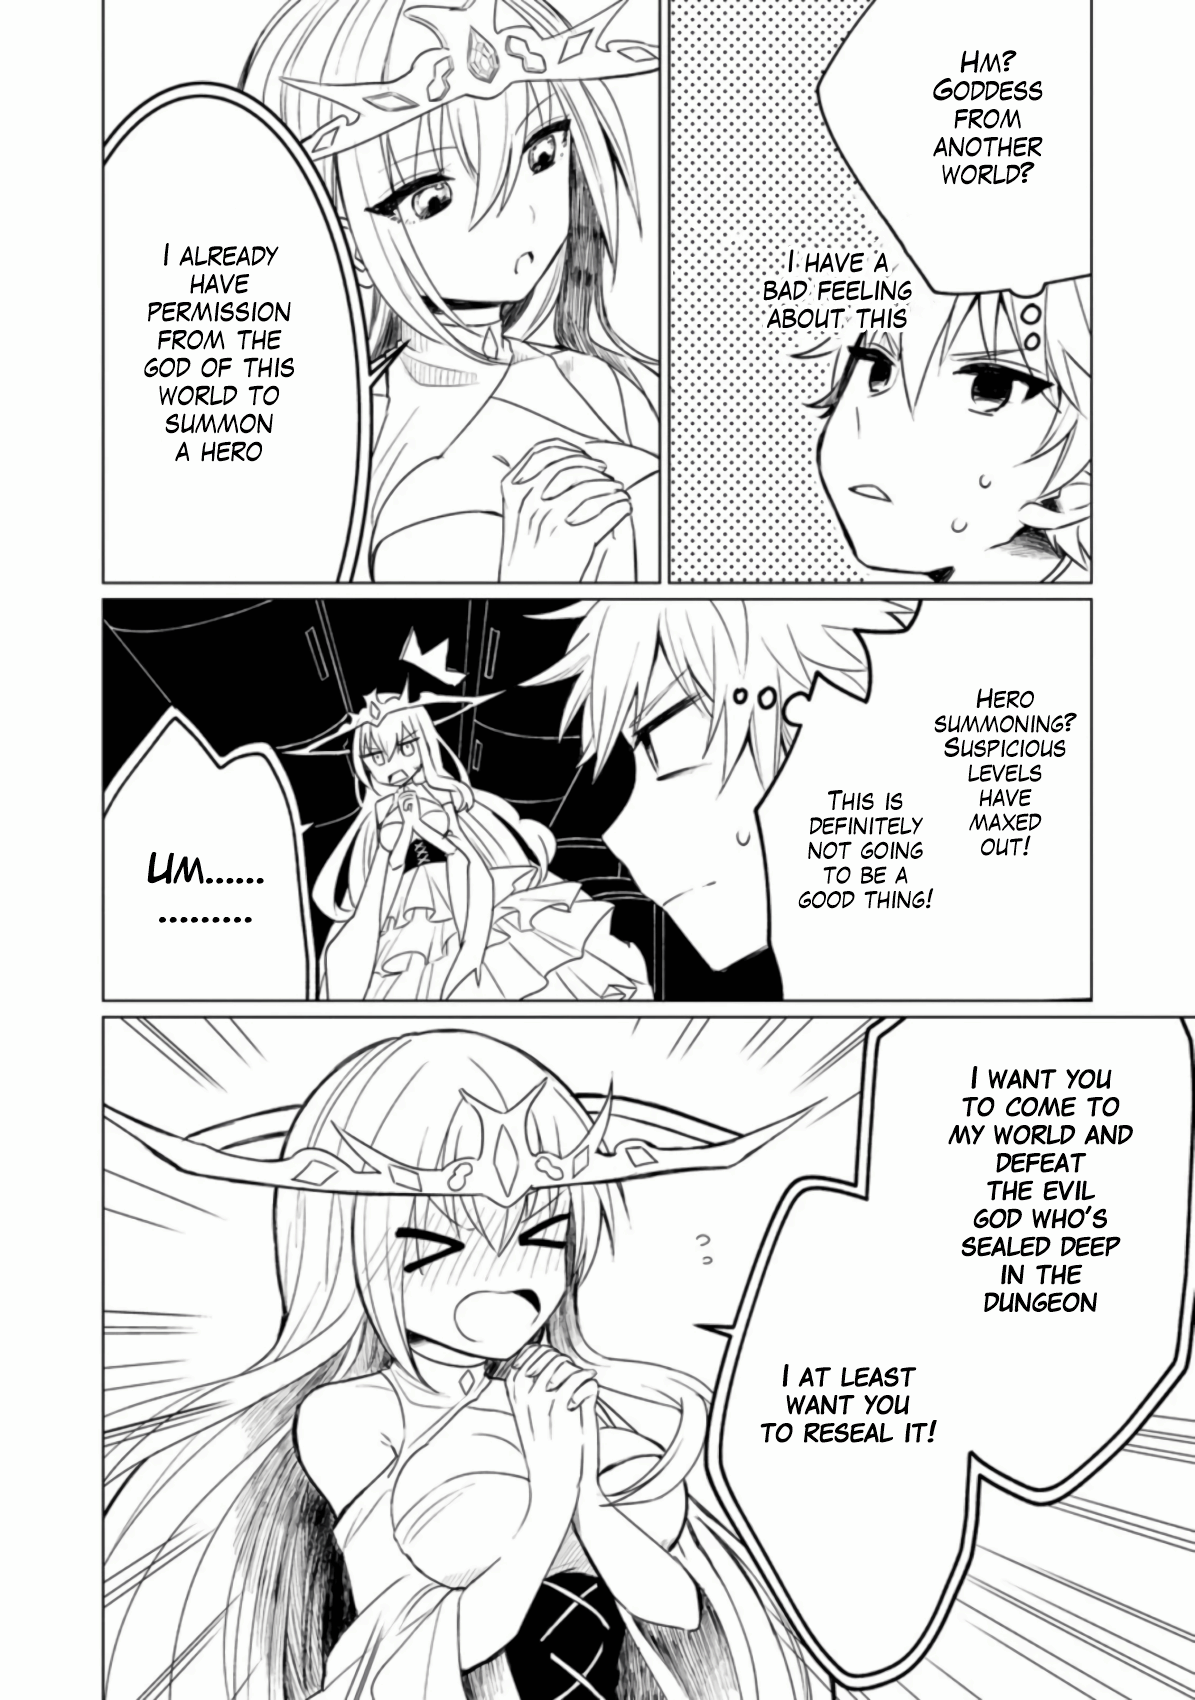 Hm?
Goddess
from
another
world?
I have a
bad feeling
about this
I already
have
permission
from the
god of this
world to
summon
a hero
Hero
summoning?
Suspicious
levels
have
maxed
out!
This is
definitely
not going
to be a
good thing!
Um......
.........
I want you
to come to
my world and
defeat
the evil
god who's
sealed deep
in the
dungeon
I at least
want you
to reseal it!